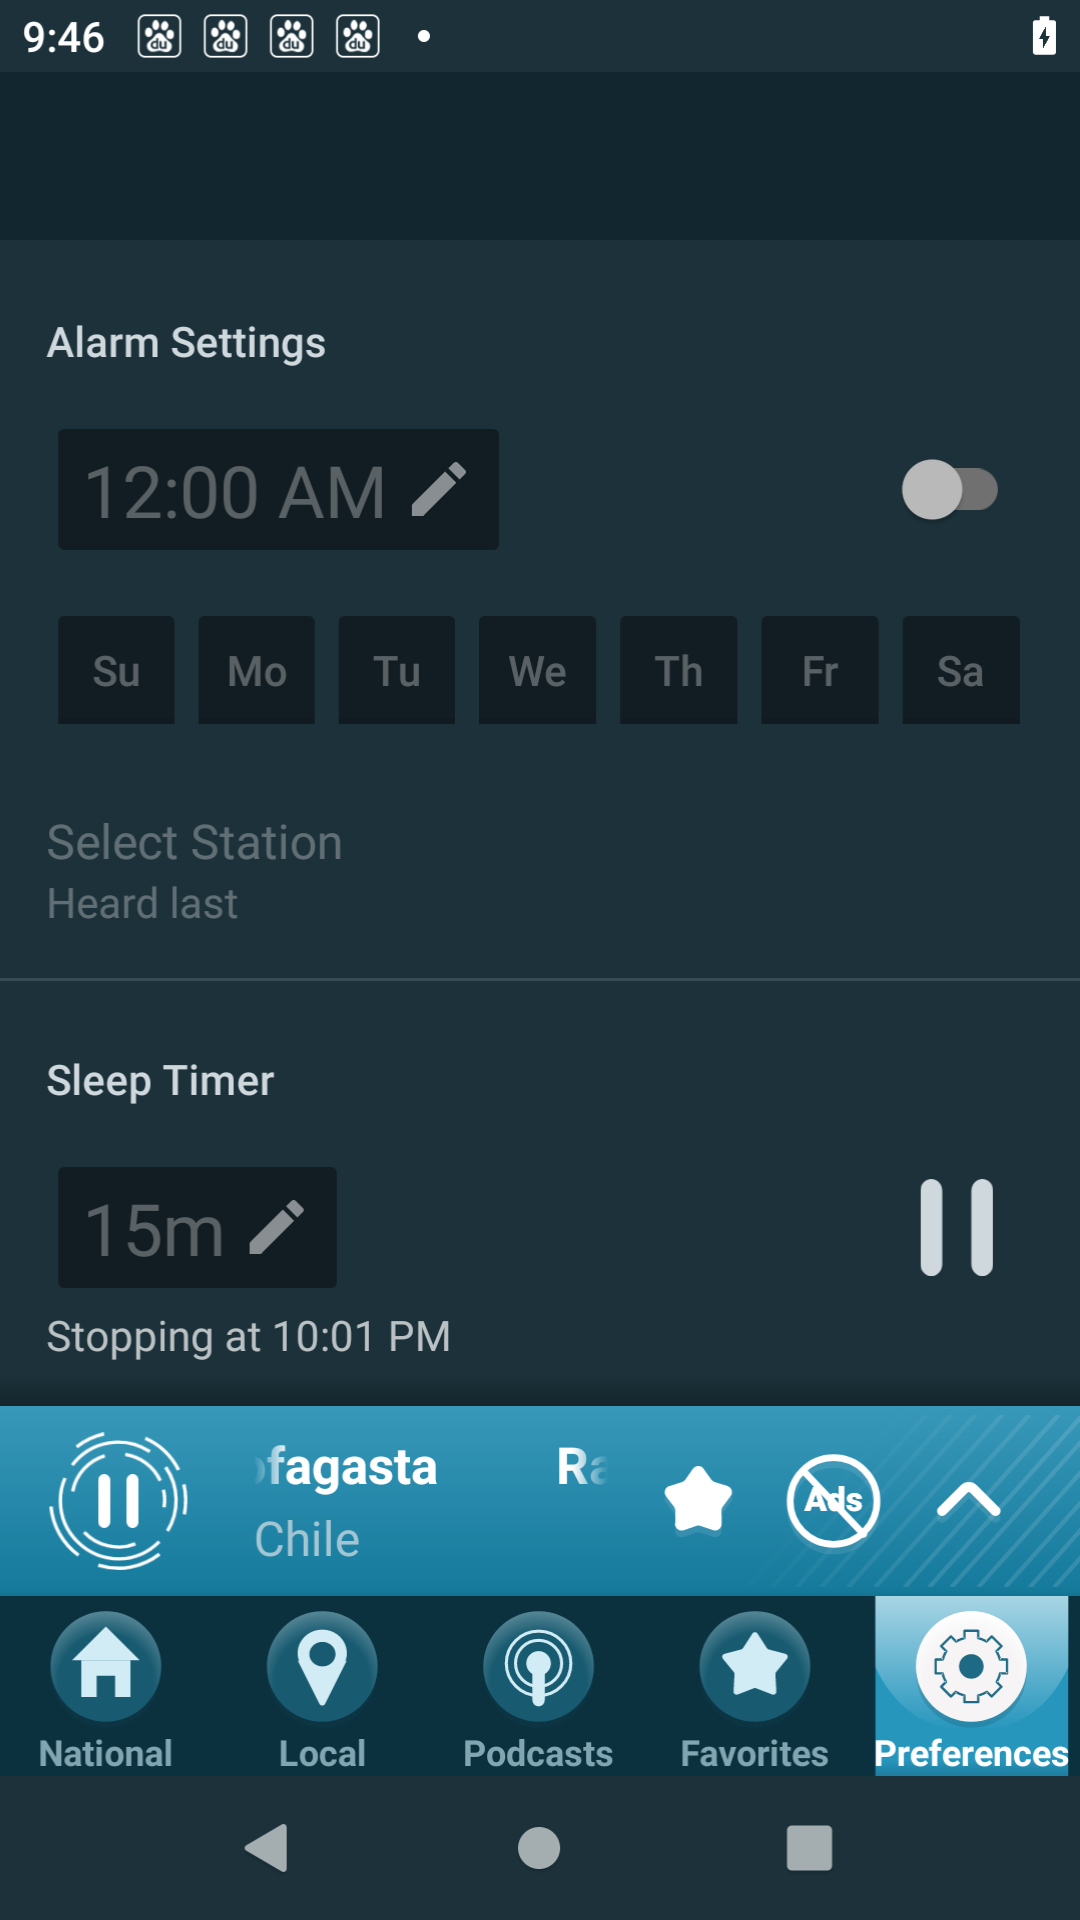 9:46
Alarm Settings
12:00 AM
Su Mo Tu We Th Fr Sa
Select Station
Heard last
Sleep Timer
15m
Stopping at 10:01 PM
fagasta Ra
Chile
Ads
National Local Podcasts Favorites Preferences